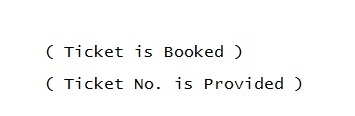 ( Ticket is Booked )
( Ticket No. is Provided )